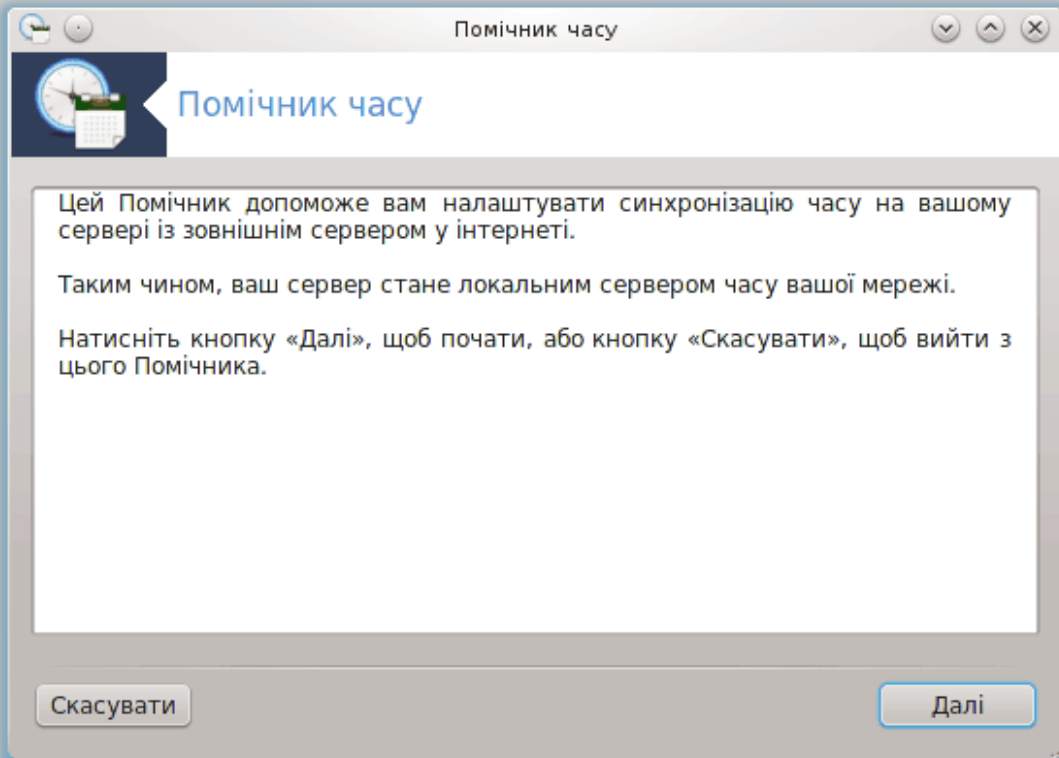 Помічник часу
Помічник часу
Цей Помічник допоможе вам налаштувати синхронізацію часу на вашому
сервері із зовнішнім сервером у інтернеті.
Таким чином, ваш сервер стане локальним сервером часу вашої мережі.
Натисніть кнопку «Далі», щоб почати, або кнопку «Скасувати», щоб вийти з
цього Помічника.
Скасувати
Далі